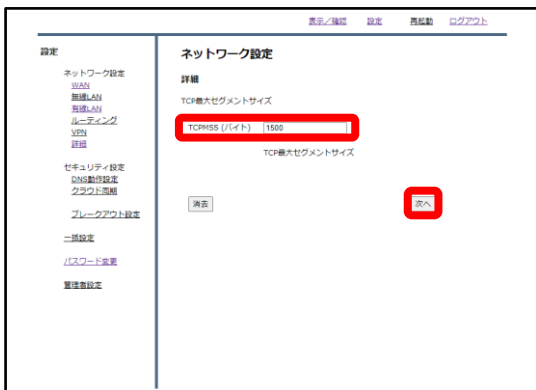 表示／確認 設定 再起動 ログアウト
設定
ネットワーク設定
WAN
無線LAN
有線LAN
ルーティング
VPN
詳細
セキュリティ設定
DNS動作設定
クラウド同期
ブレークアウト設定
一括設定
パスワード変更
管理者設定
ネットワーク設定
詳細
TCP最大セグメントサイズ
TCPMSS (バイト) 1500
TCP最大セグメントサイズ
消去 次へ